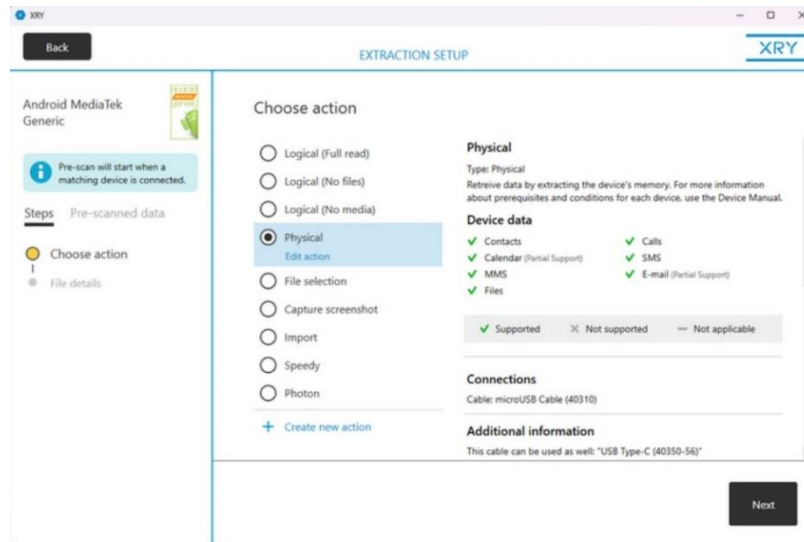 XRY
Back
EXTRACTION SETUP
XRY
Android MediaTek
Generic
Pre-scan will start when a
matching device is connected.
Steps
Pre-scanned data
Choose action
File details
Choose action
Logical (Full read)
Logical (No files)
Logical (No media)
Physical
Edit action
File selection
Capture screenshot
Import
Speedy
Photon
+ Create new action
Physical
Type: Physical
Retreive data by extracting the device's memory. For more information
about prerequisites and conditions for each device, use the Device Manual.
Device data
Contacts
Calls
Calendar (Partial Support)
SMS
MMS
E-mail (Partial Support)
Files
Supported
Not supported
Not applicable
Connections
Cable: microUSB Cable (40310)
Additional information
This cable can be used as well: "USB Type-C (40350-56)"
Next